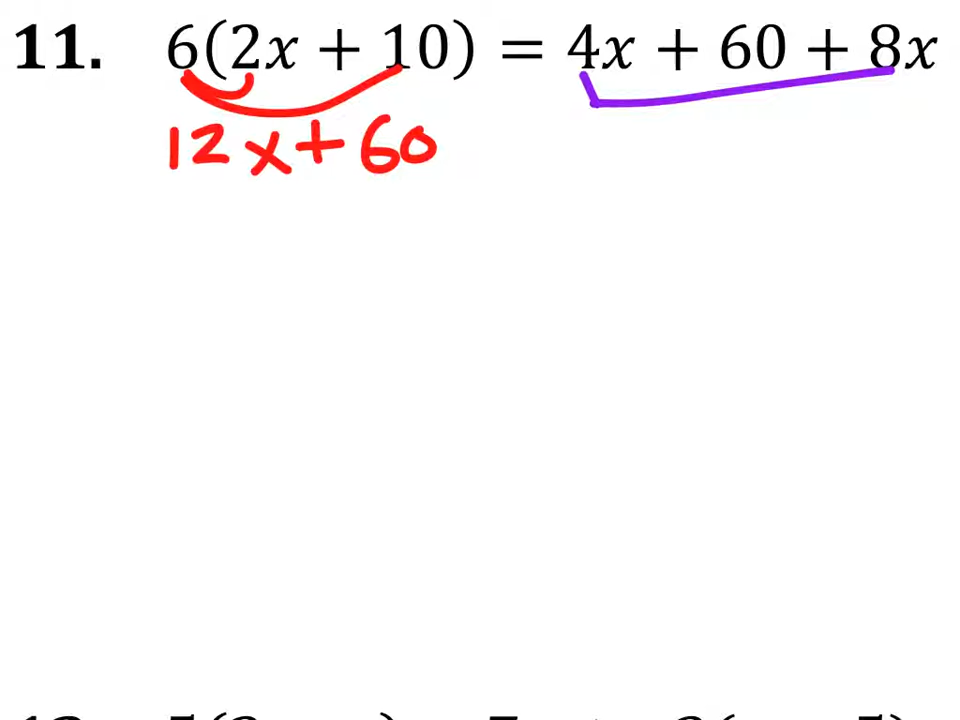 11. 6(2x + 10) = 4x + 60 + 8x
12x + 60